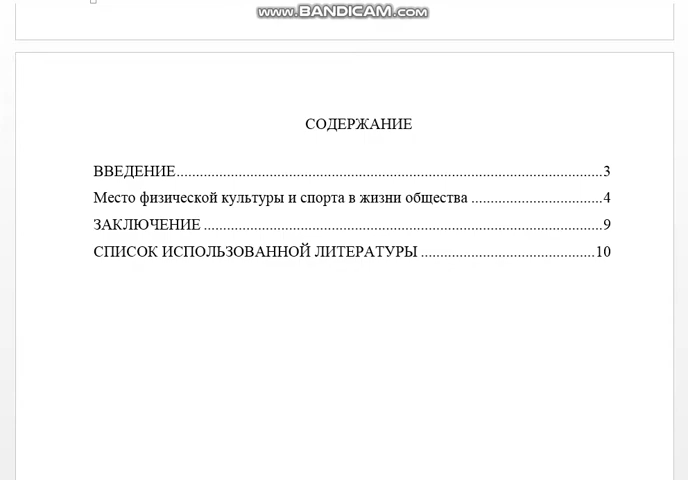 www.BANDICAM.com
СОДЕРЖАНИЕ
ВВЕДЕНИЕ....................................................................................................3
Место физической культуры и спорта в жизни общества ..................................4
ЗАКЛЮЧЕНИЕ ......................................................................................................9
СПИСОК ИСПОЛЬЗОВАННОЙ ЛИТЕРАТУРЫ .............................................10